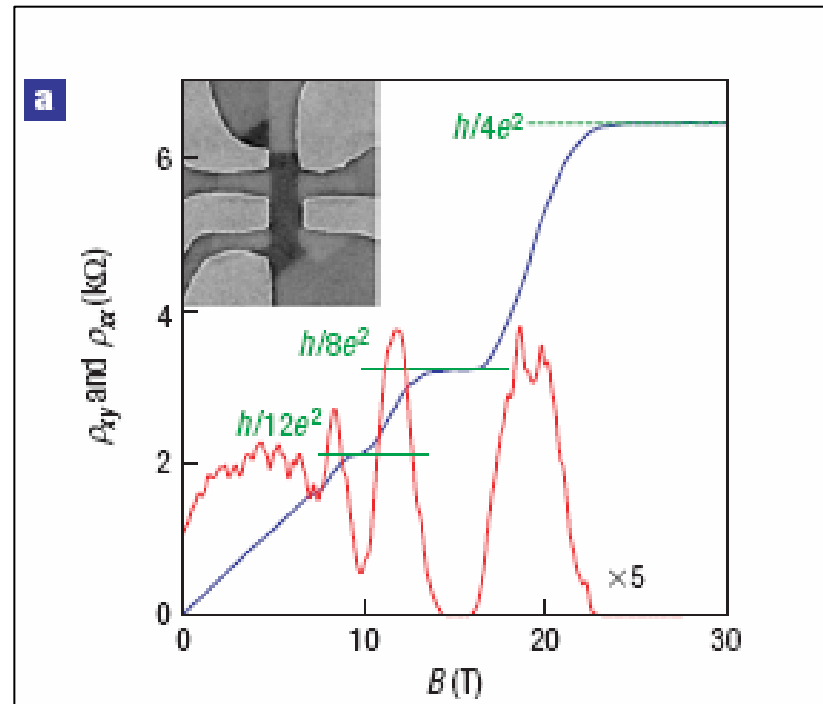 a
h/4e²
h/8e²
h/12e²
×5
6
4
2
0
0 10 20 30
ρxy and ρxx (kΩ)
B (T)